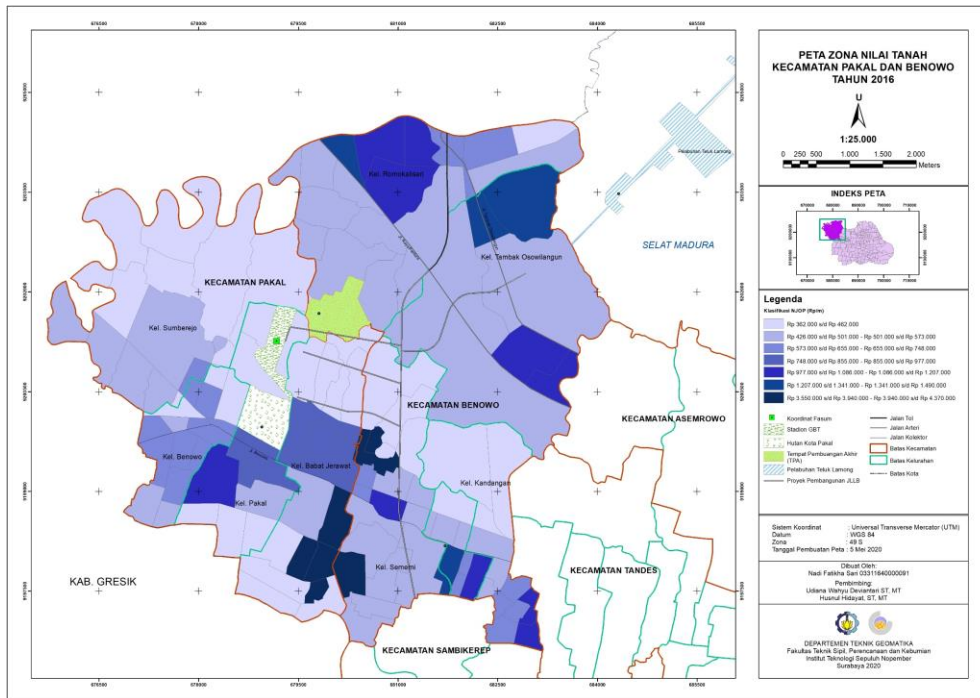 PETA ZONA NILAI TANAH
KECAMATAN PAKAL DAN BENOWO
TAHUN 2016
U
1:25.000
0 250 500 1.000 1.500 2.000
Meters
INDEKS PETA
Legenda
Klasifikasi NJOP (Rp/m)
Rp 362.000 s/d Rp 462.000
Rp 426.000 s/d Rp 501.000 - Rp 501.000 s/d Rp 573.000
Rp 573.000 s/d Rp 655.000 - Rp 655.000 s/d Rp 748.000
Rp 748.000 s/d Rp 855.000 - Rp 855.000 s/d Rp 977.000
Rp 977.000 s/d Rp 1.086.000 - Rp 1.086.000 s/d Rp 1.207.000
Rp 1.207.000 s/d 1.341.000 - Rp 1.341.000 s/d Rp 1.490.000
Rp 3.550.000 s/d Rp 3.940.000 - Rp 3.940.000 s/d Rp 4.370.000
Koordinat Fasum
Stadion GBT
Hutan Kota Pakal
Tempat Pembuangan Akhir
(TPA)
Pelabuhan Teluk Lamong
Proyek Pembangunan JLLB
Jalan Tol
Jalan Arteri
Jalan Kolektor
Batas Kecamatan
Batas Kelurahan
Batas Kota
Sistem Koordinat : Universal Transverse Mercator (UTM)
Datum : WGS 84
Zona : 49 S
Tanggal Pembuatan Peta : 5 Mei 2020
Dibuat Oleh:
Nadi Fatikha Sari 03311640000091
Pembimbing:
Udiana Wahyu Deviantari ST, MT
Husnul Hidayat, ST, MT
DEPARTEMEN TEKNIK GEOMATIKA
Fakultas Teknik Sipil, Perencanaan dan Kebumian
Institut Teknologi Sepuluh Nopember
Surabaya 2020
Pelabuhan Teluk Lamong
Kel. Romokalisari
SELAT MADURA
Kel. Tambak Osowilangun
KECAMATAN PAKAL
Kel. Sumberejo
KECAMATAN BENOWO
KECAMATAN ASEMROWO
Kel. Benowo
Kel. Babat Jerawat
Kel. Kandangan
Kel. Pakal
Kel. Sememi
KECAMATAN TANDES
KAB. GRESIK
KECAMATAN SAMBIKEREP